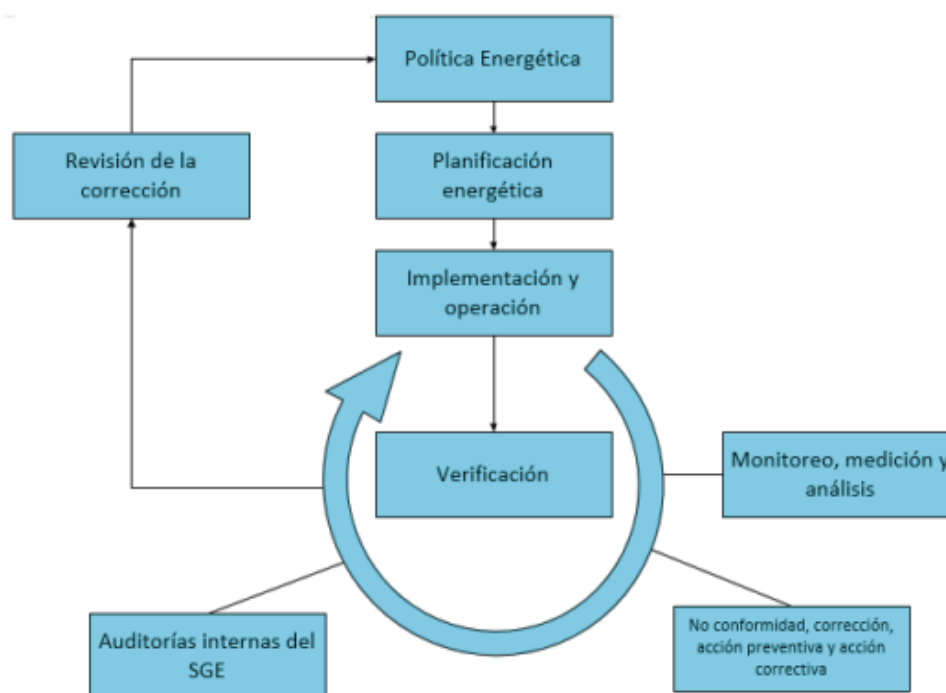 Política Energética
Revisión de la
corrección
Planificación
energética
Implementación y
operación
Verificación
Monitoreo, medición y
análisis
Auditorías internas del
SGE
No conformidad, corrección,
acción preventiva y acción
correctiva